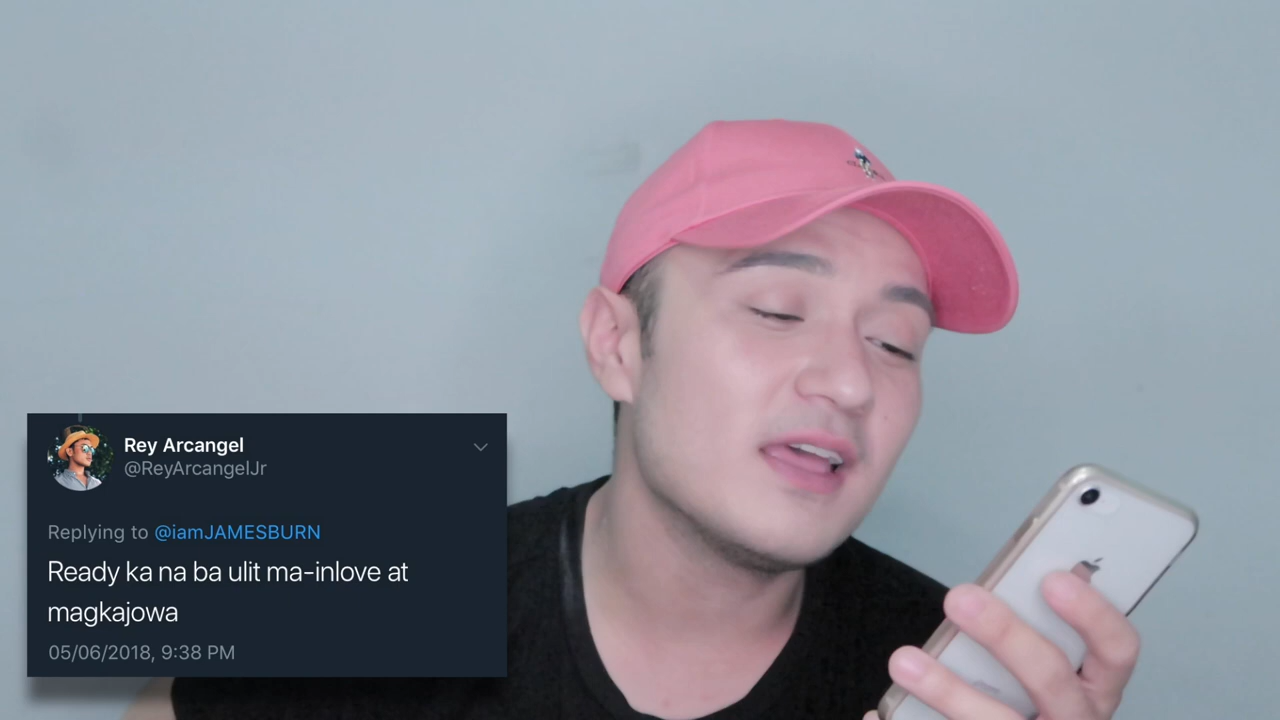 Rey Arcangel
@ReyArcangelJr
Replying to @iamJAMESBURN
Ready ka na ba ulit ma-inlove at
magkajowa
05/06/2018, 9:38 PM